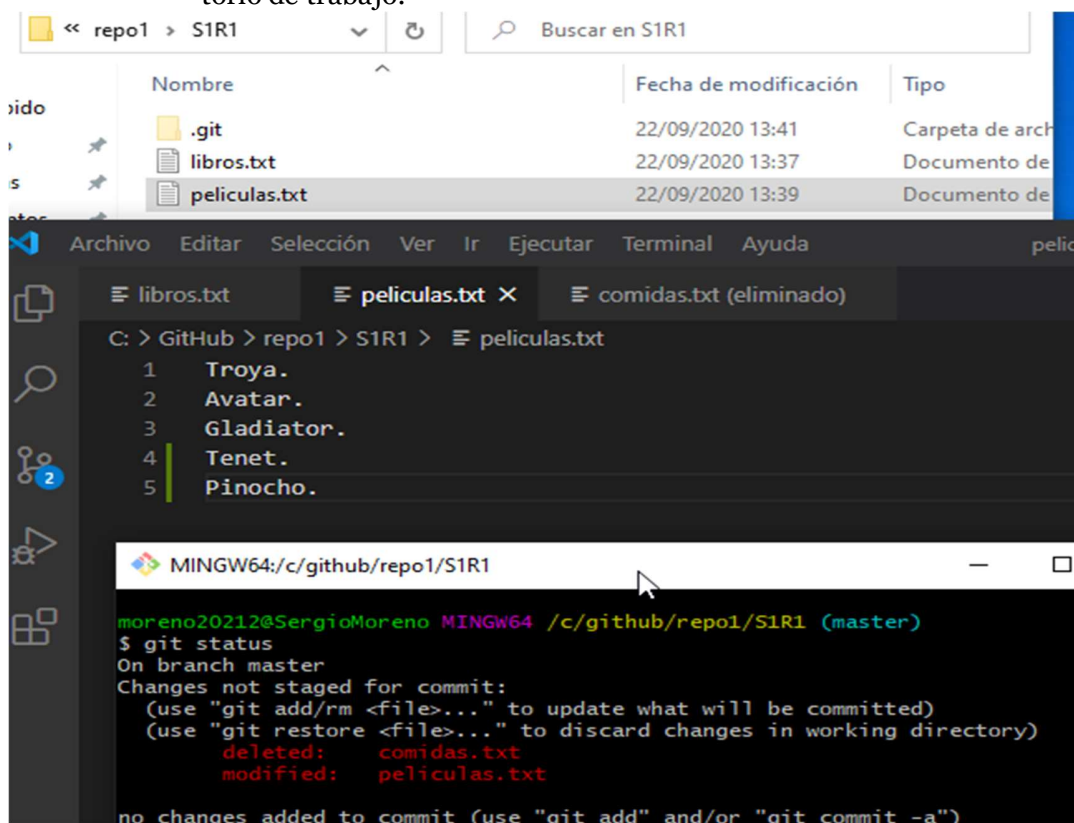 torio de trabajo.
« repo1 > S1R1 Buscar en S1R1
Nombre Fecha de modificación Tipo
.git 22/09/2020 13:41 Carpeta de arch
libros.txt 22/09/2020 13:37 Documento de
peliculas.txt 22/09/2020 13:39 Documento de
Archivo Editar Selección Ver Ir Ejecutar Terminal Ayuda pelic
libros.txt peliculas.txt × comidas.txt (eliminado)
C: > GitHub > repo1 > S1R1 > peliculas.txt
1 Troya.
2 Avatar.
3 Gladiator.
4 Tenet.
2
5 Pinocho.
MINGW64:/c/github/repo1/S1R1
moreno20212@SergioMoreno MINGW64 /c/github/repo1/S1R1 (master)
$ git status
On branch master
Changes not staged for commit:
(use "git add/rm <file>..." to update what will be committed)
(use "git restore <file>..." to discard changes in working directory)
deleted: comidas.txt
modified: peliculas.txt
no changes added to commit (use "git add" and/or "git commit -a")